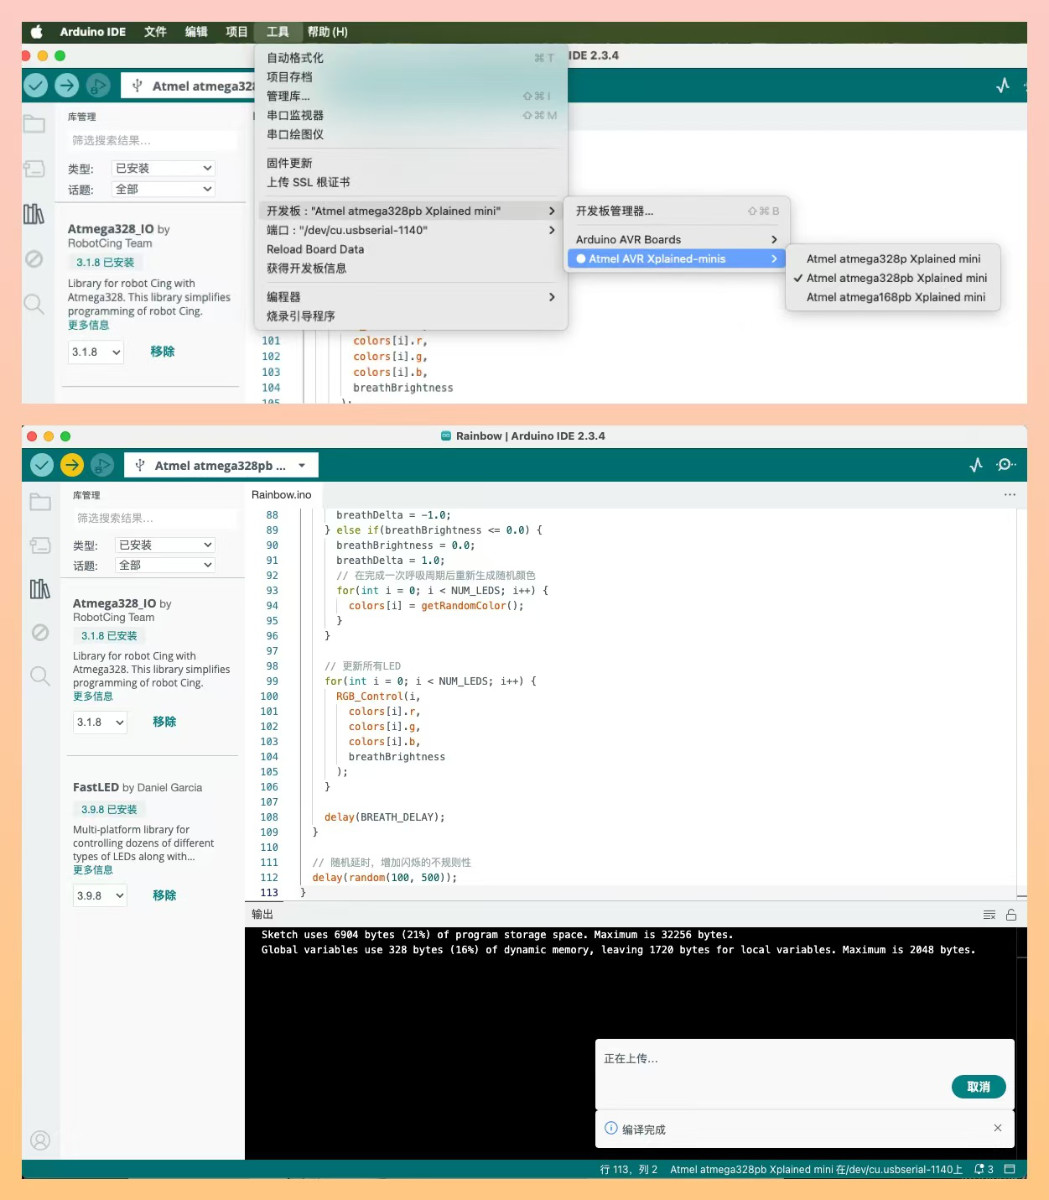 Arduino IDE 文件 编辑 项目 工具 帮助 (H)
IDE 2.3.4
Atmel atmega328
自动格式化 ⌘ T
项目存档
管理库... ⇧⌘ I
串口监视器 ⇧⌘ M
串口绘图仪
固件更新
上传 SSL 根证书
开发板："Atmel atmega328pb Xplained mini"
端口："/dev/cu.usbserial-1140"
Reload Board Data
获得开发板信息
编程器
烧录引导程序
开发板管理器... ⇧⌘ B
Arduino AVR Boards
Atmel AVR Xplained-minis
Atmel atmega328p Xplained mini
✓ Atmel atmega328pb Xplained mini
Atmel atmega168pb Xplained mini
库管理
筛选搜索结果...
类型: 已安装
话题: 全部
Atmega328_IO by
RobotCing Team
3.1.8 已安装
Library for robot Cing with
Atmega328. This library simplifies
programming of robot Cing.
更多信息
3.1.8 移除
101 colors[i].r,
102 colors[i].g,
103 colors[i].b,
104 breathBrightness
105 );
Rainbow | Arduino IDE 2.3.4
Atmel atmega328pb ...
库管理
筛选搜索结果...
类型: 已安装
话题: 全部
Atmega328_IO by
RobotCing Team
3.1.8 已安装
Library for robot Cing with
Atmega328. This library simplifies
programming of robot Cing.
更多信息
3.1.8 移除
FastLED by Daniel Garcia
3.9.8 已安装
Multi-platform library for
controlling dozens of different
types of LEDs along with...
更多信息
3.9.8 移除
Rainbow.ino
88 breathDelta = -1.0;
89 } else if(breathBrightness <= 0.0) {
90 breathBrightness = 0.0;
91 breathDelta = 1.0;
92 // 在完成一次呼吸周期后重新生成随机颜色
93 for(int i = 0; i < NUM_LEDS; i++) {
94 colors[i] = getRandomColor();
95 }
96 }
97
98 // 更新所有LED
99 for(int i = 0; i < NUM_LEDS; i++) {
100 RGB_Control(i,
101 colors[i].r,
102 colors[i].g,
103 colors[i].b,
104 breathBrightness
105 );
106 }
107
108 delay(BREATH_DELAY);
109 }
110
111 // 随机延时，增加闪烁的不规则性
112 delay(random(100, 500));
113 }
输出
Sketch uses 6904 bytes (21%) of program storage space. Maximum is 32256 bytes.
Global variables use 328 bytes (16%) of dynamic memory, leaving 1720 bytes for local variables. Maximum is 2048 bytes.
正在上传...
取消
编译完成
行 113，列 2 Atmel atmega328pb Xplained mini 在/dev/cu.usbserial-1140上 3